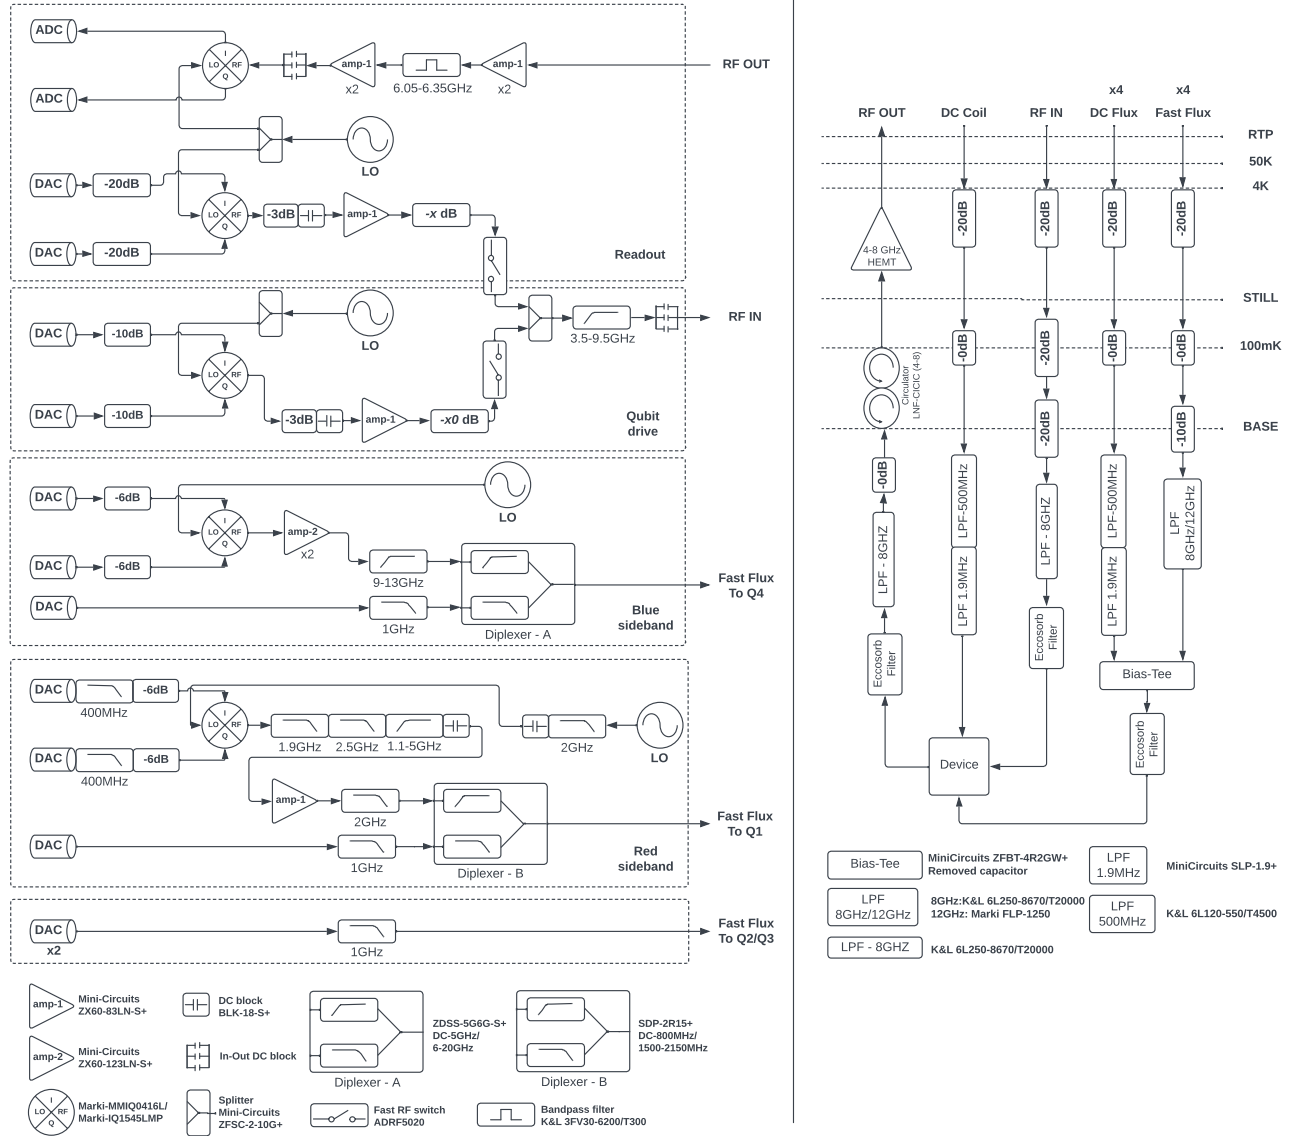 ADC
ADC
I
LO
RF
Q
amp-1
x2
6.05-6.35GHz
amp-1
x2
RF OUT
LO
DAC
-20dB
DAC
-20dB
I
LO
RF
Q
-3dB
amp-1
-x dB
Readout
DAC
-10dB
DAC
-10dB
I
LO
RF
Q
LO
-3dB
amp-1
-x0 dB
3.5-9.5GHz
RF IN
Qubit
drive
DAC
-6dB
DAC
-6dB
DAC
I
LO
RF
Q
amp-2
x2
LO
9-13GHz
1GHz
Diplexer - A
Blue
sideband
Fast Flux
To Q4
DAC
400MHz
-6dB
DAC
400MHz
-6dB
I
LO
RF
Q
1.9GHz
2.5GHz
1.1-5GHz
2GHz
LO
amp-1
2GHz
DAC
1GHz
Diplexer - B
Red
sideband
Fast Flux
To Q1
DAC
x2
1GHz
Fast Flux
To Q2/Q3
amp-1
Mini-Circuits
ZX60-83LN-S+
amp-2
Mini-Circuits
ZX60-123LN-S+
I
LO
RF
Q
Marki-MMIQ0416L/
Marki-IQ1545LMP
DC block
BLK-18-S+
In-Out DC block
Splitter
Mini-Circuits
ZFSC-2-10G+
Diplexer - A
ZDSS-5G6G-S+
DC-5GHz/
6-20GHz
Diplexer - B
SDP-2R15+
DC-800MHz/
1500-2150MHz
Fast RF switch
ADRF5020
Bandpass filter
K&L 3FV30-6200/T300
x4
x4
RF OUT
DC Coil
RF IN
DC Flux
Fast Flux
RTP
50K
4K
STILL
100mK
BASE
4-8 GHz
HEMT
Circulator
LNF-CICIC (4-8)
-0dB
LPF - 8GHZ
Eccosorb
Filter
-20dB
-0dB
LPF-500MHz
LPF 1.9MHz
-20dB
-20dB
-20dB
LPF - 8GHZ
Eccosorb
Filter
-20dB
-0dB
LPF-500MHz
LPF 1.9MHz
-20dB
-0dB
-10dB
LPF
8GHz/12GHz
Bias-Tee
Eccosorb
Filter
Device
Bias-Tee
MiniCircuits ZFBT-4R2GW+
Removed capacitor
LPF
8GHz/12GHz
8GHz:K&L 6L250-8670/T20000
12GHz: Marki FLP-1250
LPF - 8GHZ
K&L 6L250-8670/T20000
LPF
1.9MHz
MiniCircuits SLP-1.9+
LPF
500MHz
K&L 6L120-550/T4500